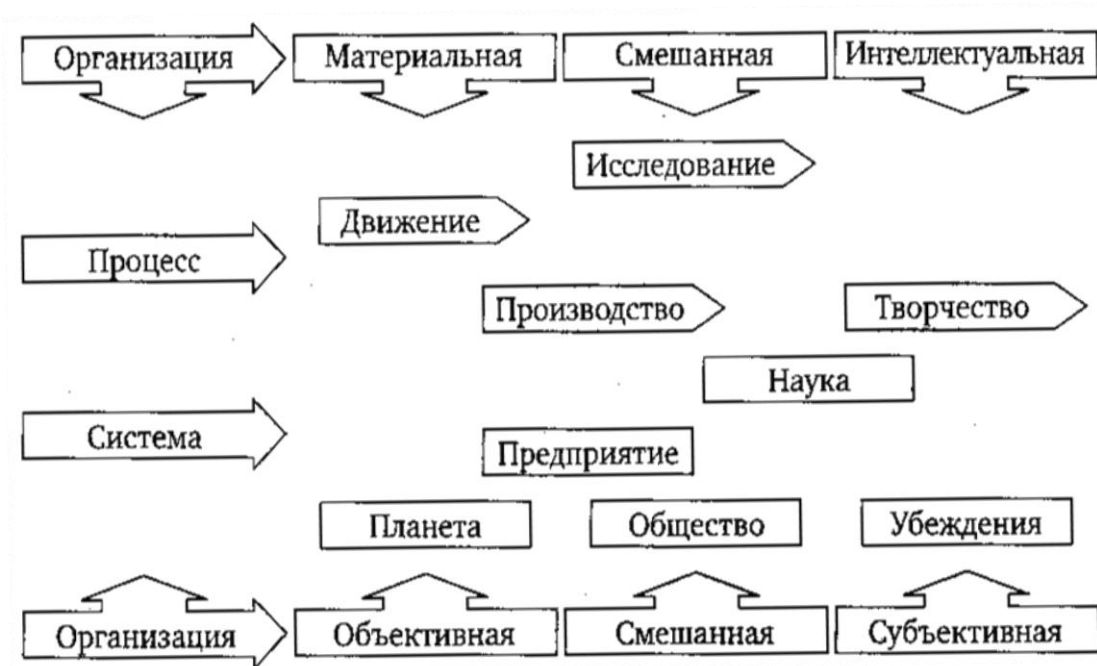 Организация
Материальная
Смешанная
Интеллектуальная
Исследование
Движение
Процесс
Производство
Творчество
Наука
Система
Предприятие
Планета
Общество
Убеждения
Организация
Объективная
Смешанная
Субъективная